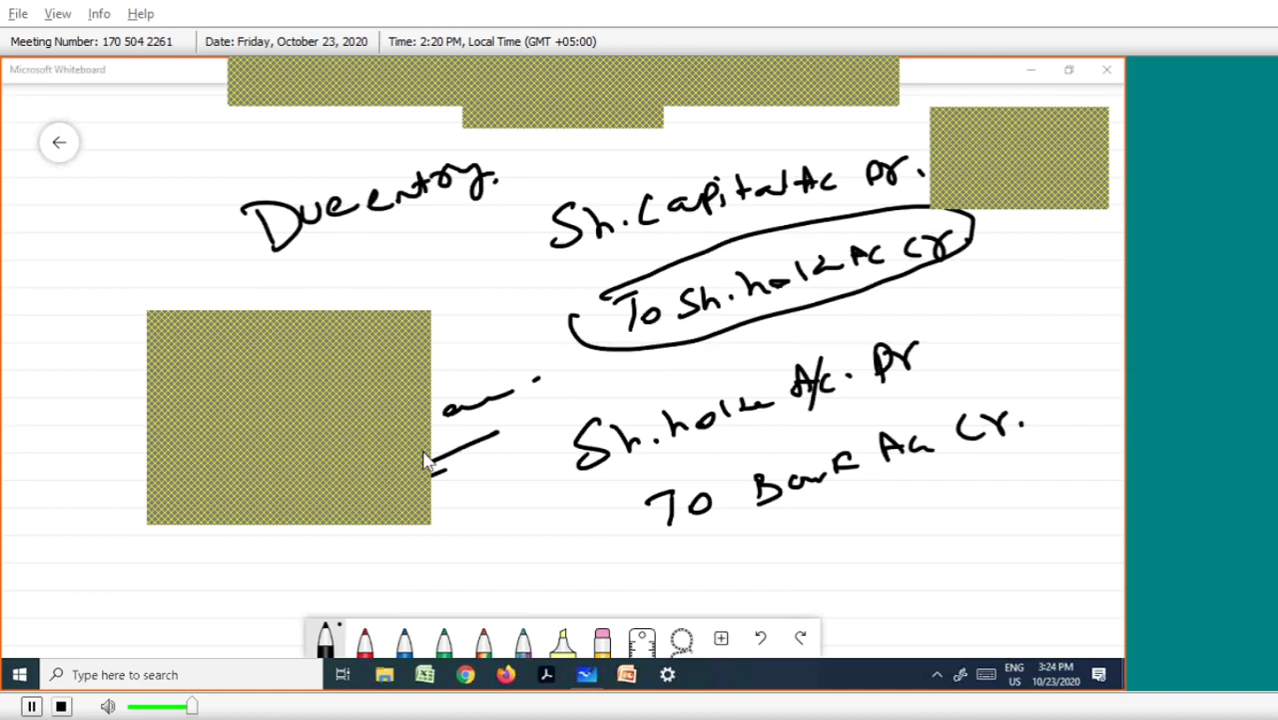 File View Info Help
Meeting Number: 170 504 2261 Date: Friday, October 23, 2020 Time: 2:20 PM, Local Time (GMT +05:00)
Microsoft Whiteboard
Due entry. Sh. Capital Ac Dr.
To Sh. holder Ac Cr.
Sh. holder A/c. Dr
To Bank Ac Cr.
Type here to search
ENG
US
3:24 PM
10/23/2020